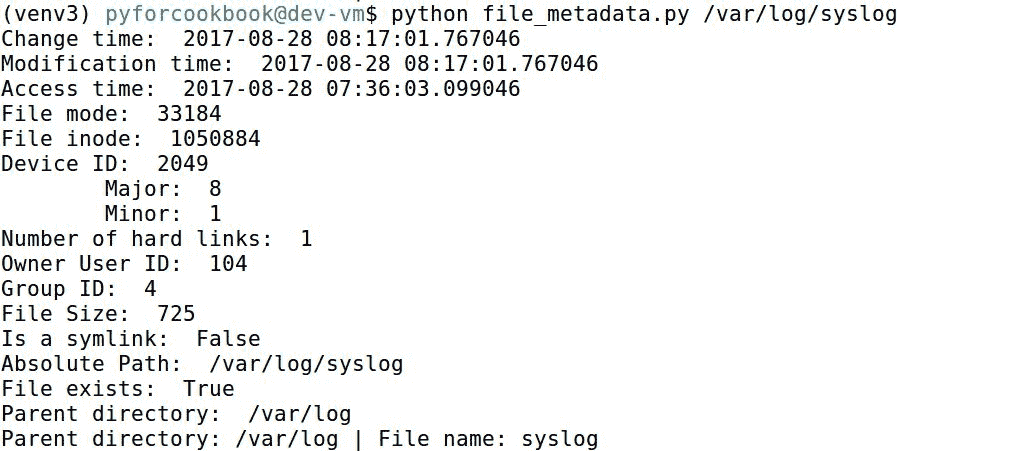 (venv3) pyforcookbook@dev-vm$ python file_metadata.py /var/log/syslog
Change time:  2017-08-28 08:17:01.767046
Modification time:  2017-08-28 08:17:01.767046
Access time:  2017-08-28 07:36:03.099046
File mode:  33184
File inode:  1050884
Device ID:  2049
        Major:  8
        Minor:  1
Number of hard links:  1
Owner User ID:  104
Group ID:  4
File Size:  725
Is a symlink:  False
Absolute Path:  /var/log/syslog
File exists:  True
Parent directory:  /var/log
Parent directory: /var/log | File name: syslog